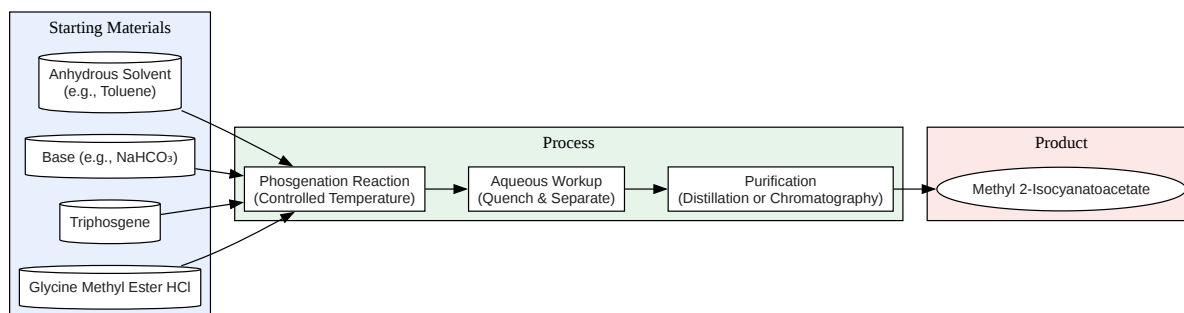 Starting Materials
Anhydrous Solvent
(e.g., Toluene)
Base (e.g., NaHCO₃)
Triphosgene
Glycine Methyl Ester HCl
Process
Phosgenation Reaction
(Controlled Temperature)
Aqueous Workup
(Quench & Separate)
Purification
(Distillation or Chromatography)
Product
Methyl 2-Isocyanatoacetate